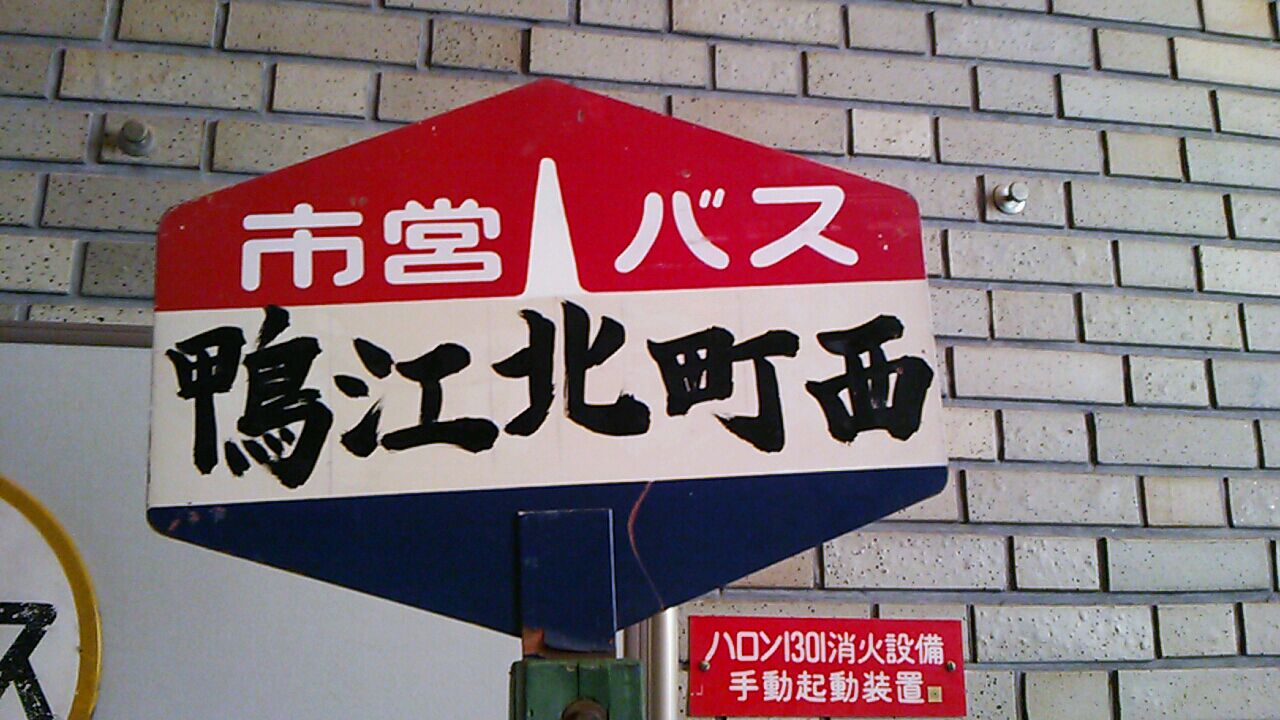 市営バス
鴨江北町西
ハロン1301消火設備
手動起動装置
ス